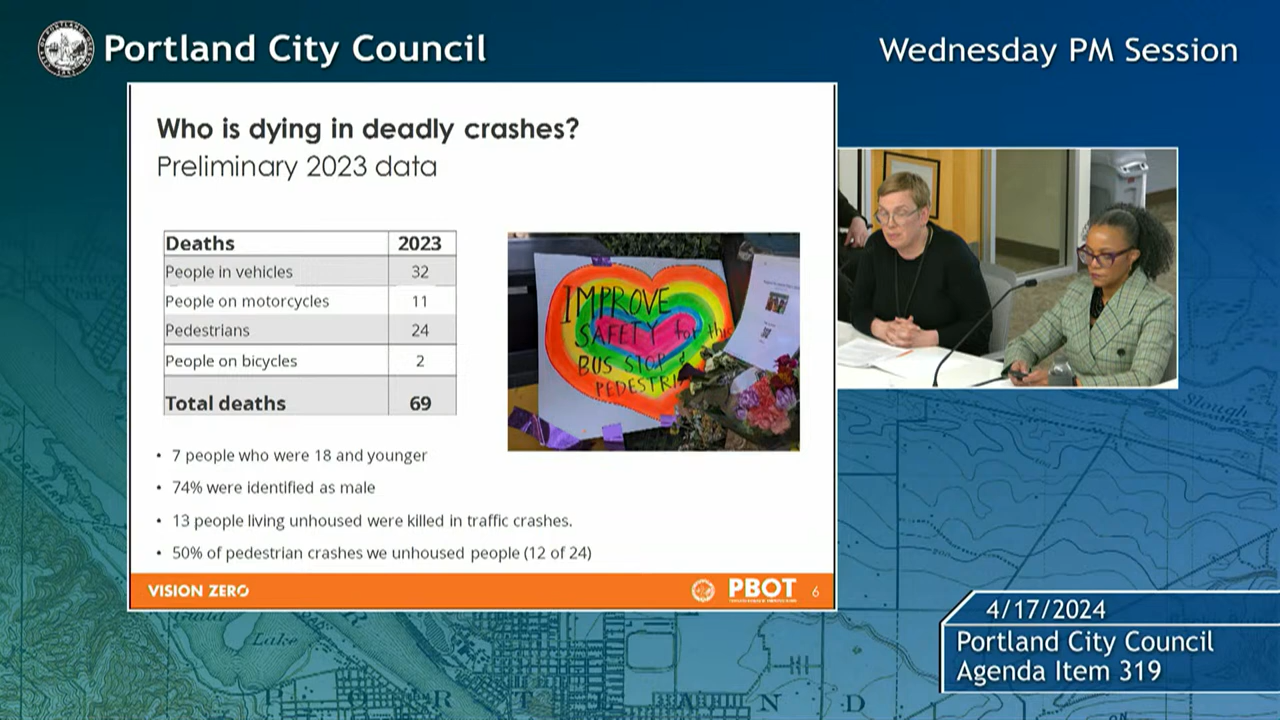 Portland City Council
Wednesday PM Session
Who is dying in deadly crashes?
Preliminary 2023 data
Deaths 2023
People in vehicles 32
People on motorcycles 11
Pedestrians 24
People on bicycles 2
Total deaths 69
IMPROVE
SAFETY for this
BUS STOP &
PEDESTRI
• 7 people who were 18 and younger
• 74% were identified as male
• 13 people living unhoused were killed in traffic crashes.
• 50% of pedestrian crashes we unhoused people (12 of 24)
VISION ZERO
PBOT
6
4/17/2024
Portland City Council
Agenda Item 319
Slough
Lake